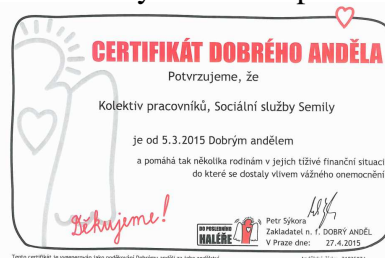 CERTIFIKÁT DOBRÉHO ANDĚLA
Potvrzujeme, že
Kolektiv pracovníků, Sociální služby Semily
je od 5.3.2015 Dobrým andělem
a pomáhá tak několika rodinám v jejich tíživé finanční situaci
do které se dostaly vlivem vážného onemocnění
Děkujeme!
DO POSLEDNÍHO
HALÉŘE
Petr Sýkora
Zakladatel n. f. DOBRÝ ANDĚL
V Praze dne: 27.4.2015